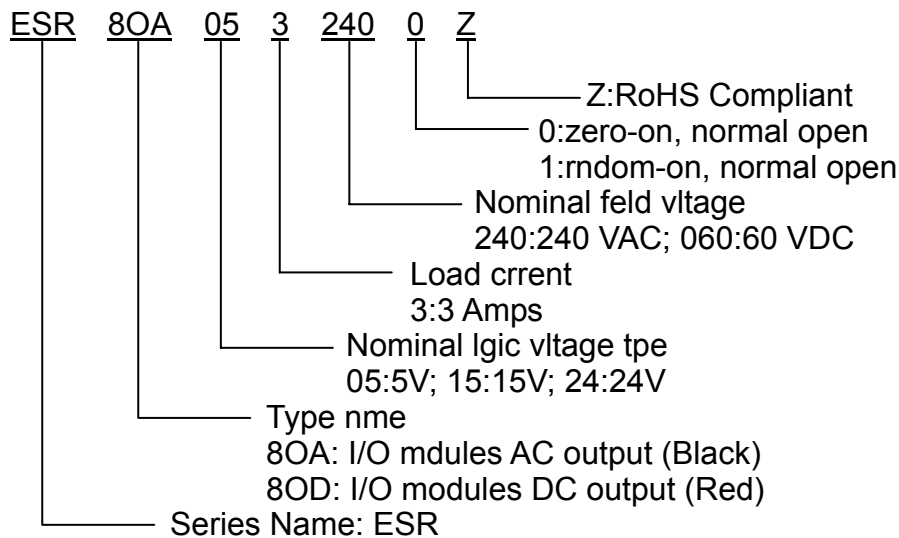 ESR 8OA 05 3 240 0 Z
Z:RoHS Compliant
0:zero-on, normal open
1:rndom-on, normal open
Nominal feld vltage
240:240 VAC; 060:60 VDC
Load crrent
3:3 Amps
Nominal lgic vltage tpe
05:5V; 15:15V; 24:24V
Type nme
8OA: I/O mdules AC output (Black)
8OD: I/O modules DC output (Red)
Series Name: ESR